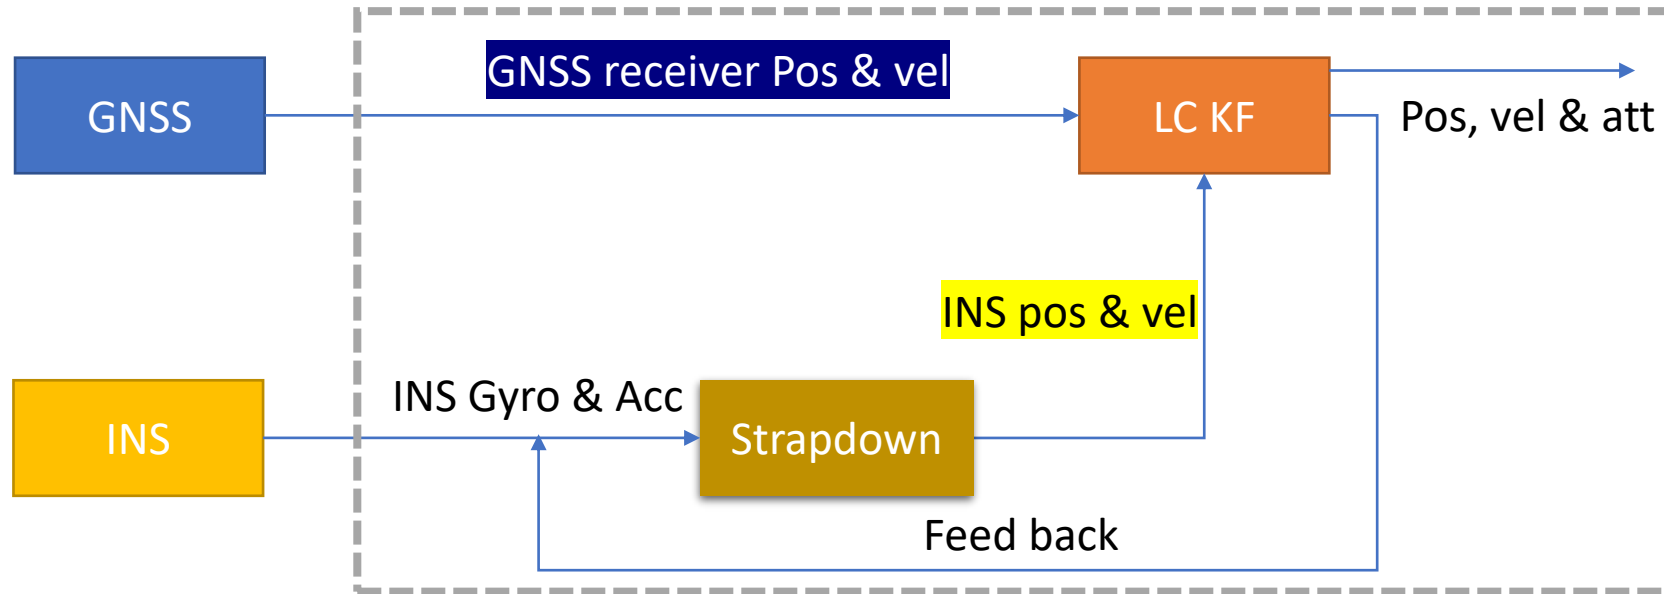 GNSS receiver Pos & vel
GNSS
LC KF
Pos, vel & att
INS pos & vel
INS Gyro & Acc
INS
Strapdown
Feed back